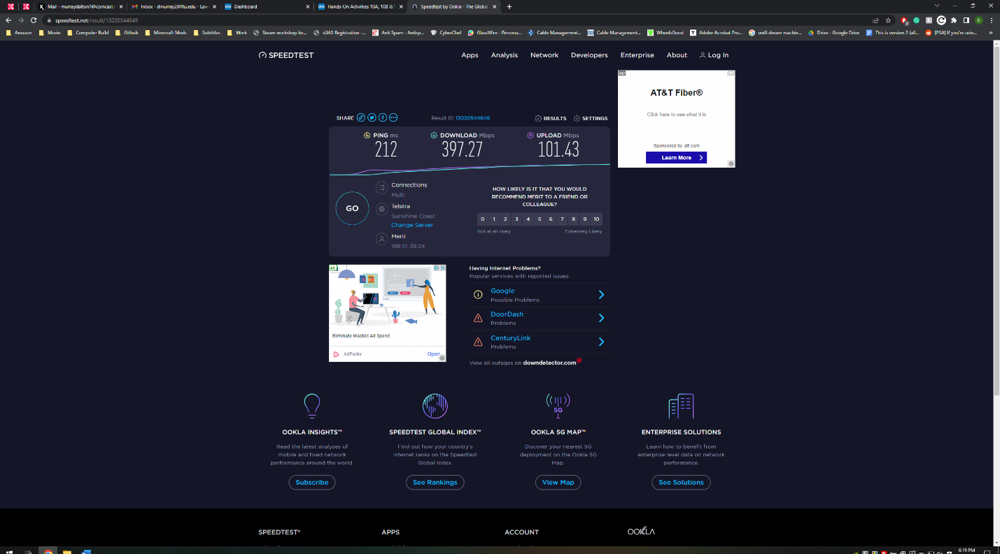 Mail - murraydalton1@comcast.
Inbox - dmurray2@ltu.edu - Law
Dashboard
Hands-On Activities 10A, 10B &
Speedtest by Ookla - The Global
speedtest.net/result/13030544649
Amazon
Movie
Computer Build
Github
Minecraft Mods
Subtitles
Work
Steam workshop ite...
sUAS Registration -...
Anti Spam - Antisp...
CyberChef
GlassWire - Persona...
Cable Management...
Cable Management...
WhenIsGood
Adobe Acrobat Pro...
unifi dream machin...
Drive - Google Drive
This is version 2 (all...
[PSA] If you're usin...
SPEEDTEST
Apps
Analysis
Network
Developers
Enterprise
About
Log In
AD
AT&T Fiber®
Click here to see what it is
Sponsored by att.com
Learn More
SHARE
Result ID 13030544649
RESULTS
SETTINGS
PING ms
DOWNLOAD Mbps
UPLOAD Mbps
212
397.27
101.43
GO
Connections
Multi
Telstra
Sunshine Coast
Change Server
Merit
198.111.39.24
HOW LIKELY IS IT THAT YOU WOULD
RECOMMEND MERIT TO A FRIEND OR
COLLEAGUE?
0 1 2 3 4 5 6 7 8 9 10
Not at all likely
Extremely Likely
Eliminate Wasted Ad Spend
AdParlor
Open
Having Internet Problems?
Popular services with reported issues
Google
Possible Problems
DoorDash
Problems
CenturyLink
Problems
View all outages on downdetector.com
5G
OOKLA INSIGHTS™
Read the latest analyses of
mobile and fixed network
performance around the world.
Subscribe
SPEEDTEST GLOBAL INDEX™
Find out how your country's
internet ranks on the Speedtest
Global Index.
See Rankings
OOKLA 5G MAP™
Discover your nearest 5G
deployment on the Ookla 5G
Map.
View Map
ENTERPRISE SOLUTIONS
Learn how to benefit from
enterprise-level data on network
performance.
See Solutions
SPEEDTEST®
APPS
ACCOUNT
OOKLA
6:19 PM